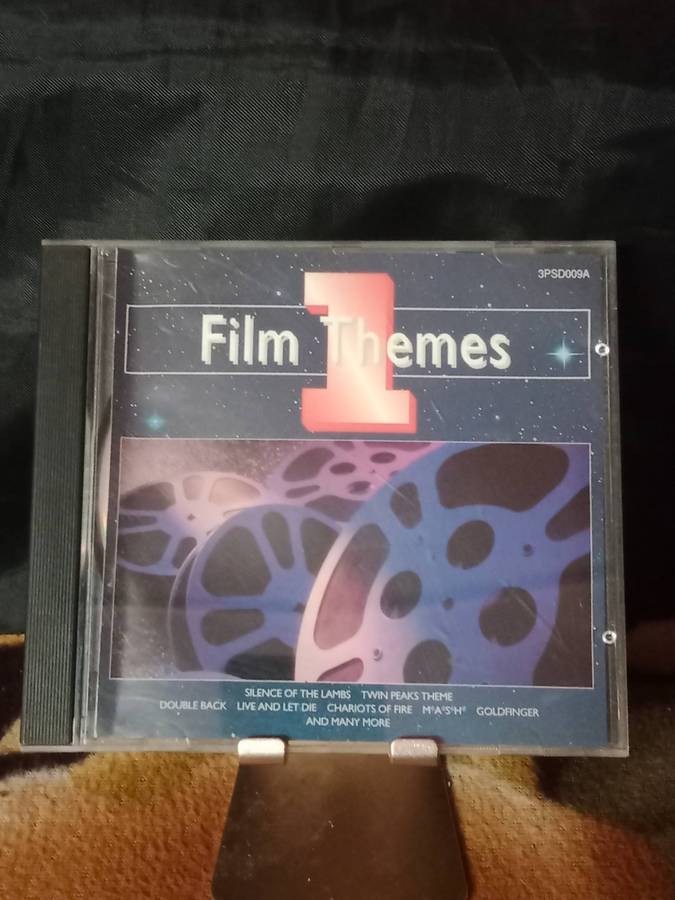 3PSD009A
1
Film Themes
SILENCE OF THE LAMBS TWIN PEAKS THEME
DOUBLE BACK LIVE AND LET DIE CHARIOTS OF FIRE M*A*S*H* GOLDFINGER
AND MANY MORE